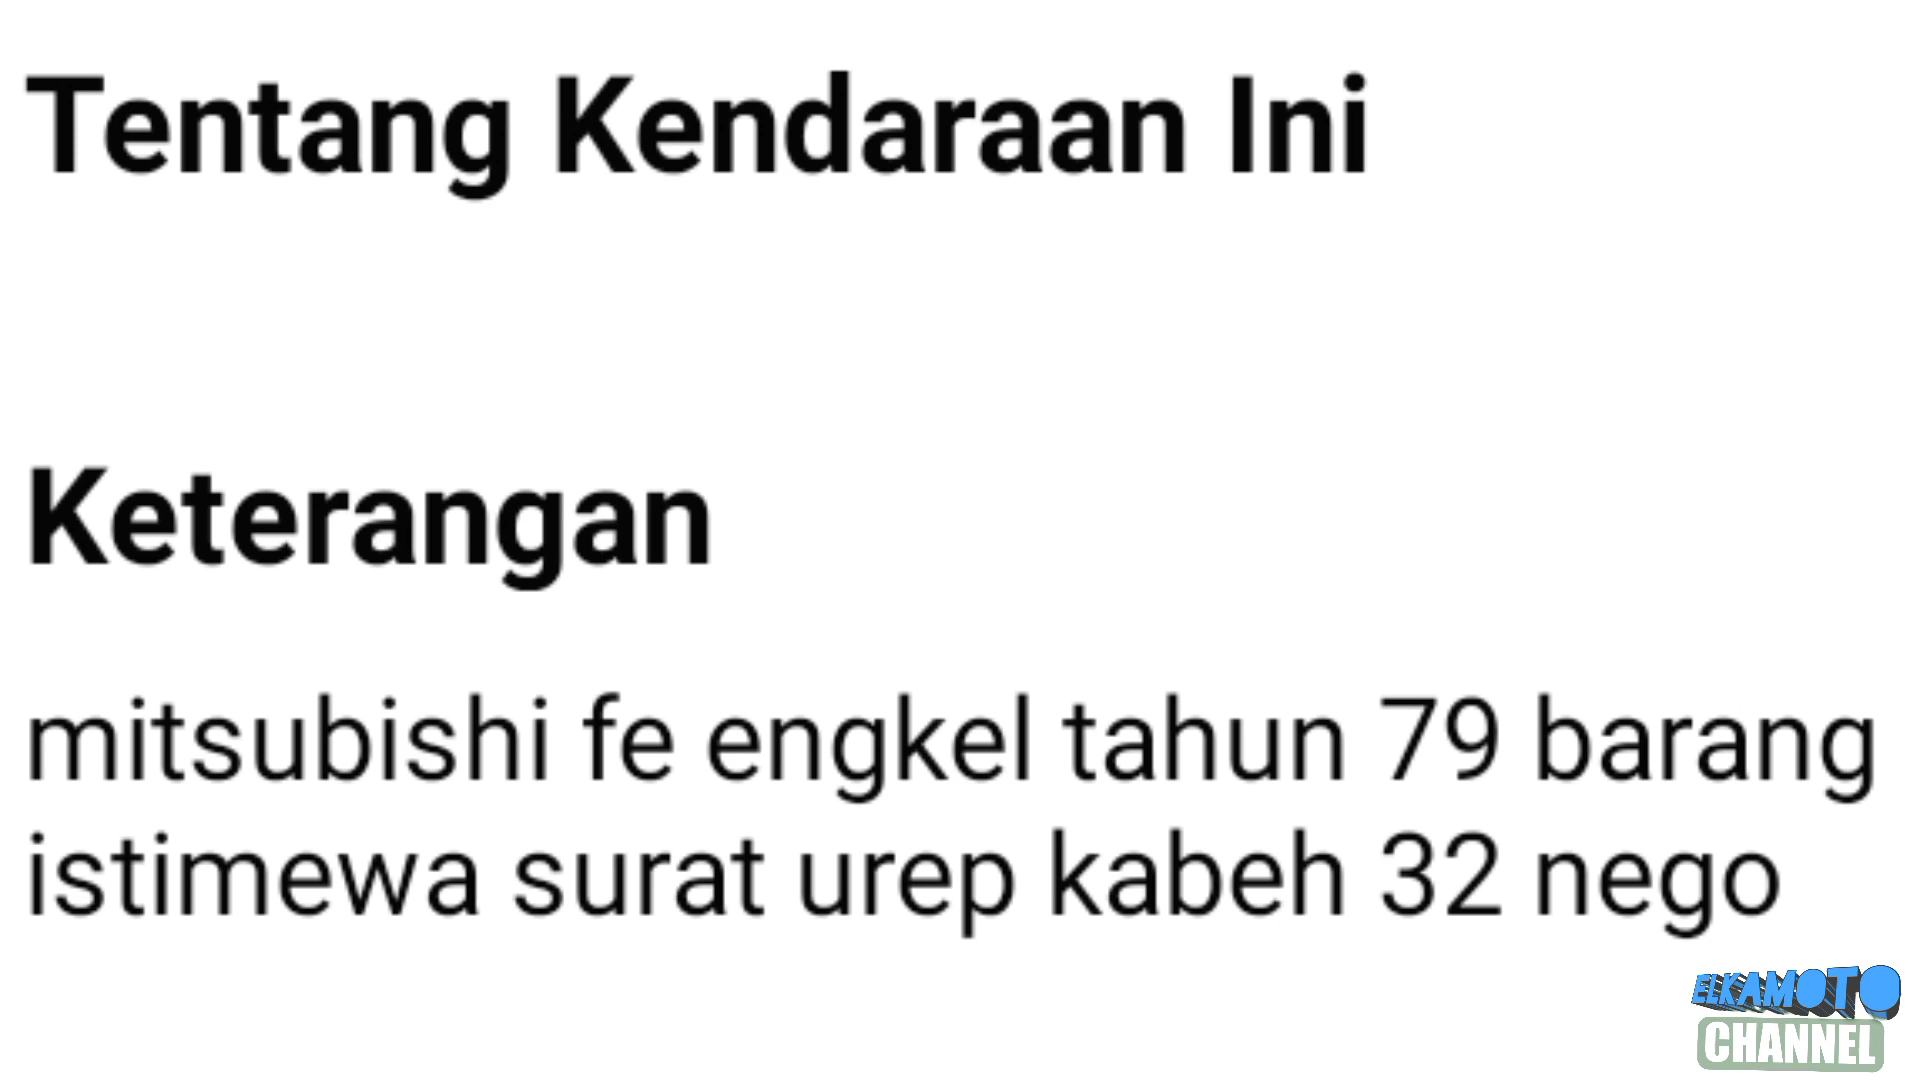 Tentang Kendaraan Ini
Keterangan
mitsubishi fe engkel tahun 79 barang
istimewa surat urep kabeh 32 nego
ELKAMOTO
CHANNEL